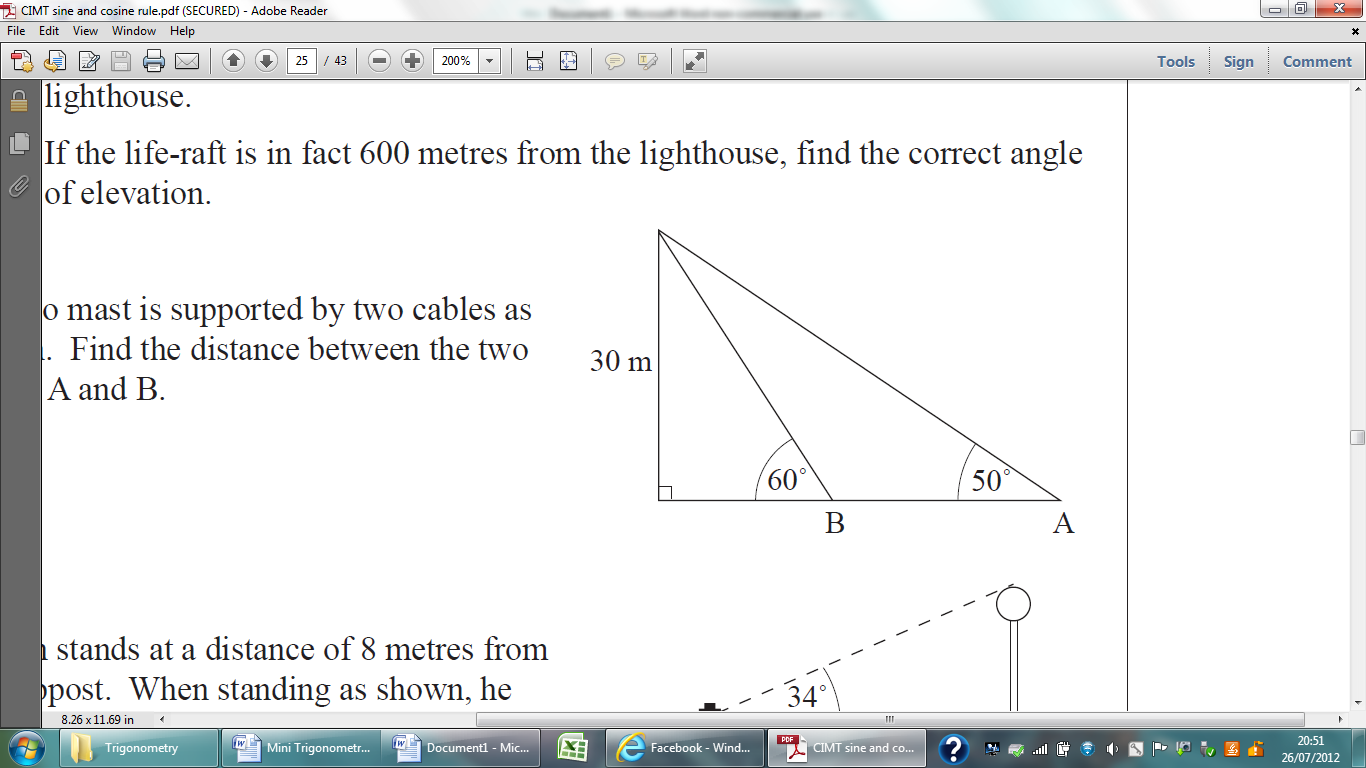 CIMT sine and cosine rule.pdf (SECURED) - Adobe Reader
File Edit View Window Help
25 / 43 200% Tools Sign Comment
lighthouse.
If the life-raft is in fact 600 metres from the lighthouse, find the correct angle
of elevation.
o mast is supported by two cables as
. Find the distance between the two
A and B.
30 m
60° 50°
B A
stands at a distance of 8 metres from
ppost. When standing as shown, he
34°
8.26 x 11.69 in
Trigonometry Mini Trigonometr... Document1 - Mic... Facebook - Wind... CIMT sine and co... 20:51
26/07/2012